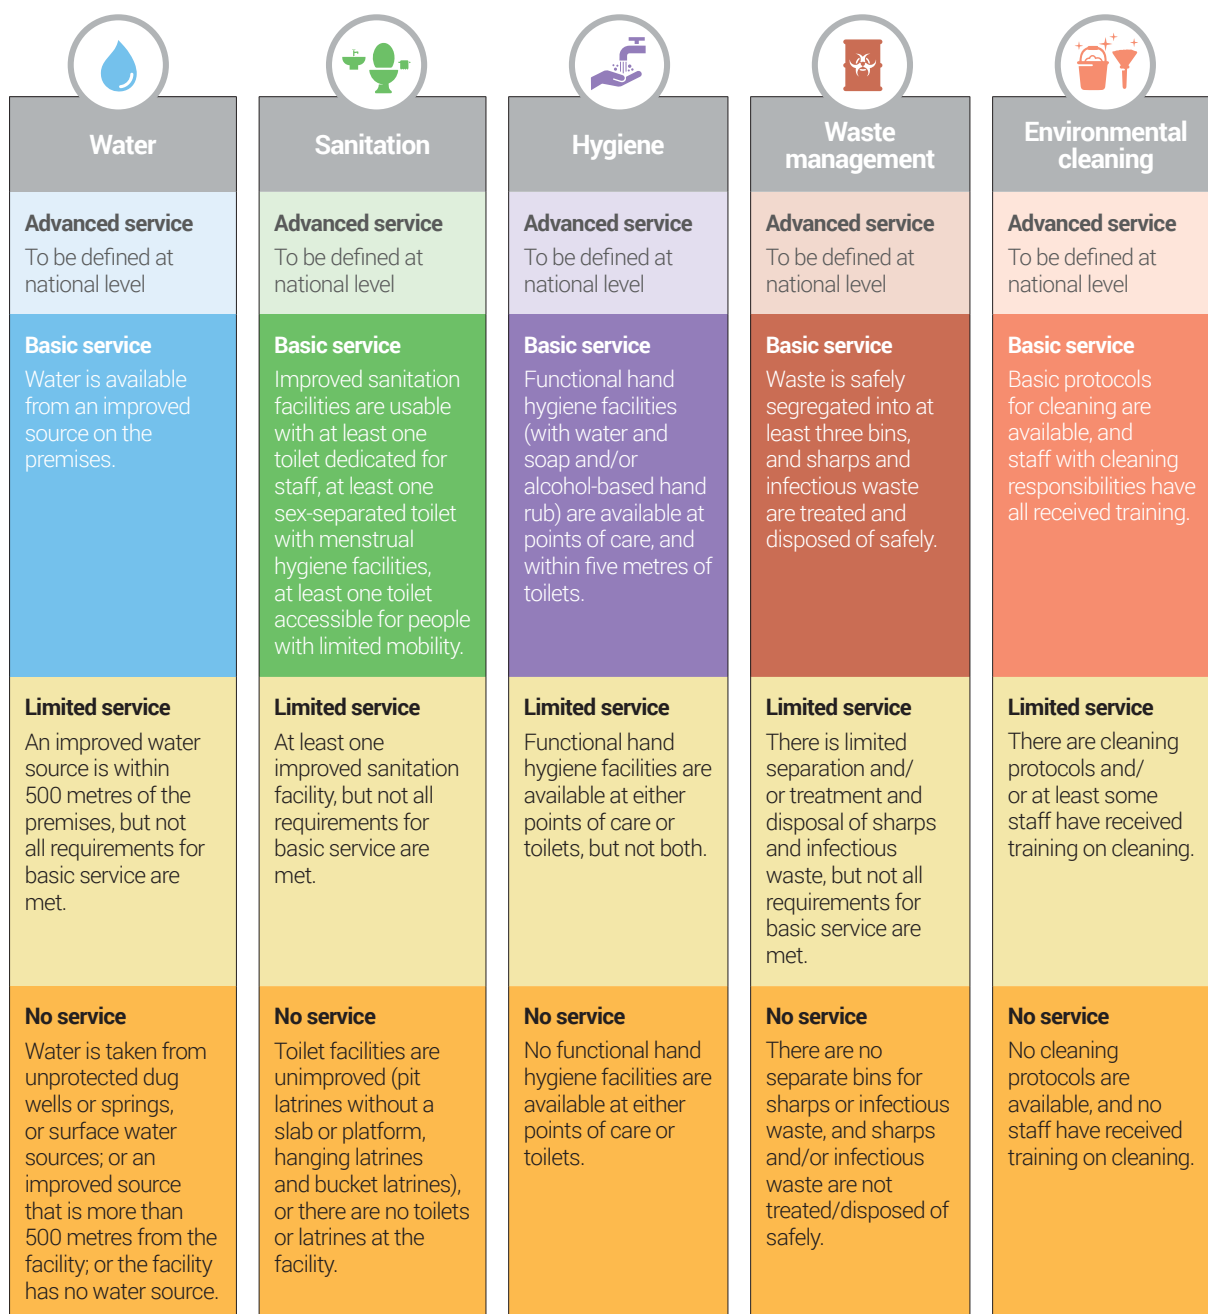 Water
Advanced service
To be defined at
national level
Basic service
Water is available
from an improved
source on the
premises.
Limited service
An improved water
source is within
500 metres of the
premises, but not
all requirements for
basic service are
met.
No service
Water is taken from
unprotected dug
wells or springs,
or surface water
sources; or an
improved source
that is more than
500 metres from the
facility; or the facility
has no water source.
Sanitation
Advanced service
To be defined at
national level
Basic service
Improved sanitation
facilities are usable
with at least one
toilet dedicated for
staff, at least one
sex-separated toilet
with menstrual
hygiene facilities,
at least one toilet
accessible for people
with limited mobility.
Limited service
At least one
improved sanitation
facility, but not all
requirements for
basic service are
met.
No service
Toilet facilities are
unimproved (pit
latrines without a
slab or platform,
hanging latrines
and bucket latrines),
or there are no toilets
or latrines at the
facility.
Hygiene
Advanced service
To be defined at
national level
Basic service
Functional hand
hygiene facilities
(with water and
soap and/or
alcohol-based hand
rub) are available at
points of care, and
within five metres of
toilets.
Limited service
Functional hand
hygiene facilities are
available at either
points of care or
toilets, but not both.
No service
No functional hand
hygiene facilities are
available at either
points of care or
toilets.
Waste
management
Advanced service
To be defined at
national level
Basic service
Waste is safely
segregated into at
least three bins,
and sharps and
infectious waste
are treated and
disposed of safely.
Limited service
There is limited
separation and/
or treatment and
disposal of sharps
and infectious
waste, but not all
requirements for
basic service are
met.
No service
There are no
separate bins for
sharps or infectious
waste, and sharps
and/or infectious
waste are not
treated/disposed of
safely.
Environmental
cleaning
Advanced service
To be defined at
national level
Basic service
Basic protocols
for cleaning are
available, and
staff with cleaning
responsibilities have
all received training.
Limited service
There are cleaning
protocols and/
or at least some
staff have received
training on cleaning.
No service
No cleaning
protocols are
available, and no
staff have received
training on cleaning.